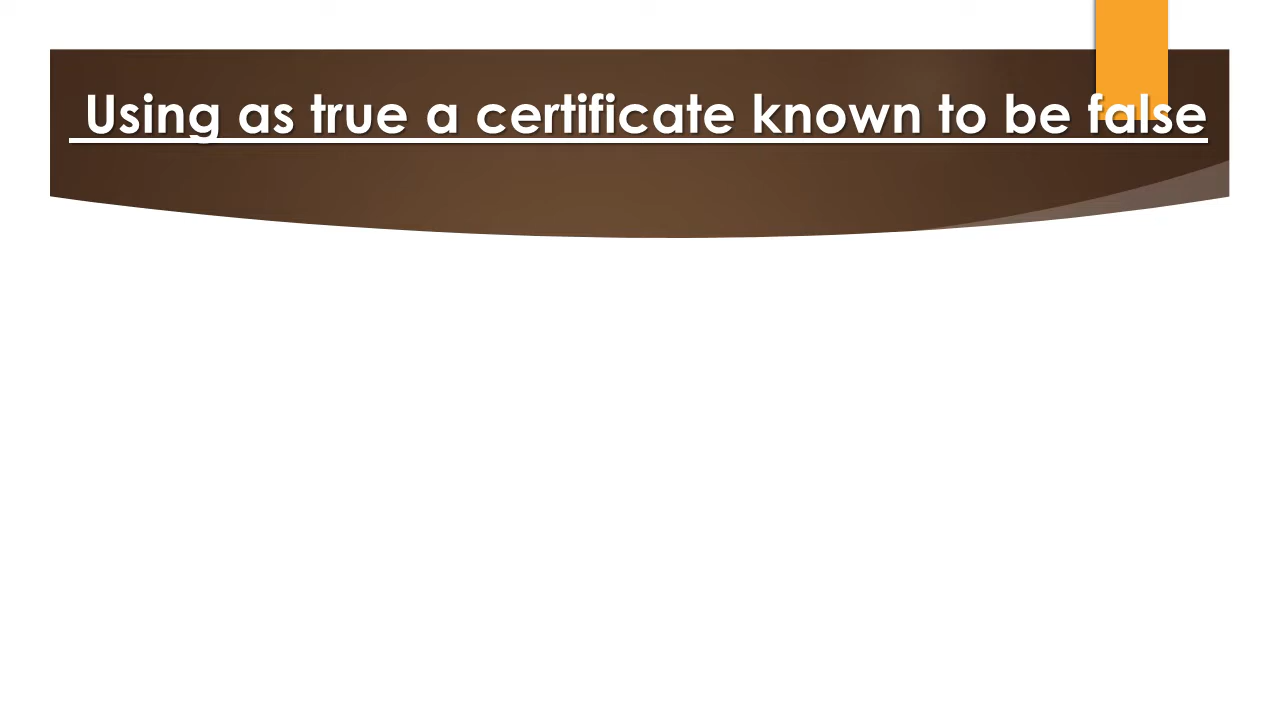 Using as true a certificate known to be false